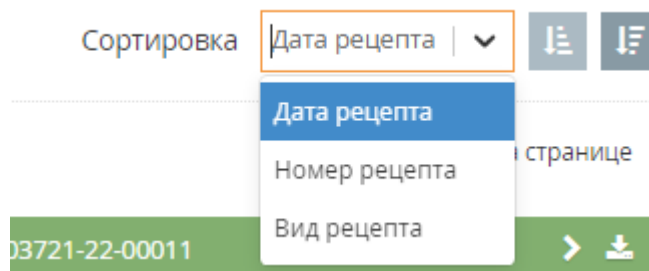 Сортировка Дата рецепта
Дата рецепта
странице
Номер рецепта
Вид рецепта
03721-22-00011